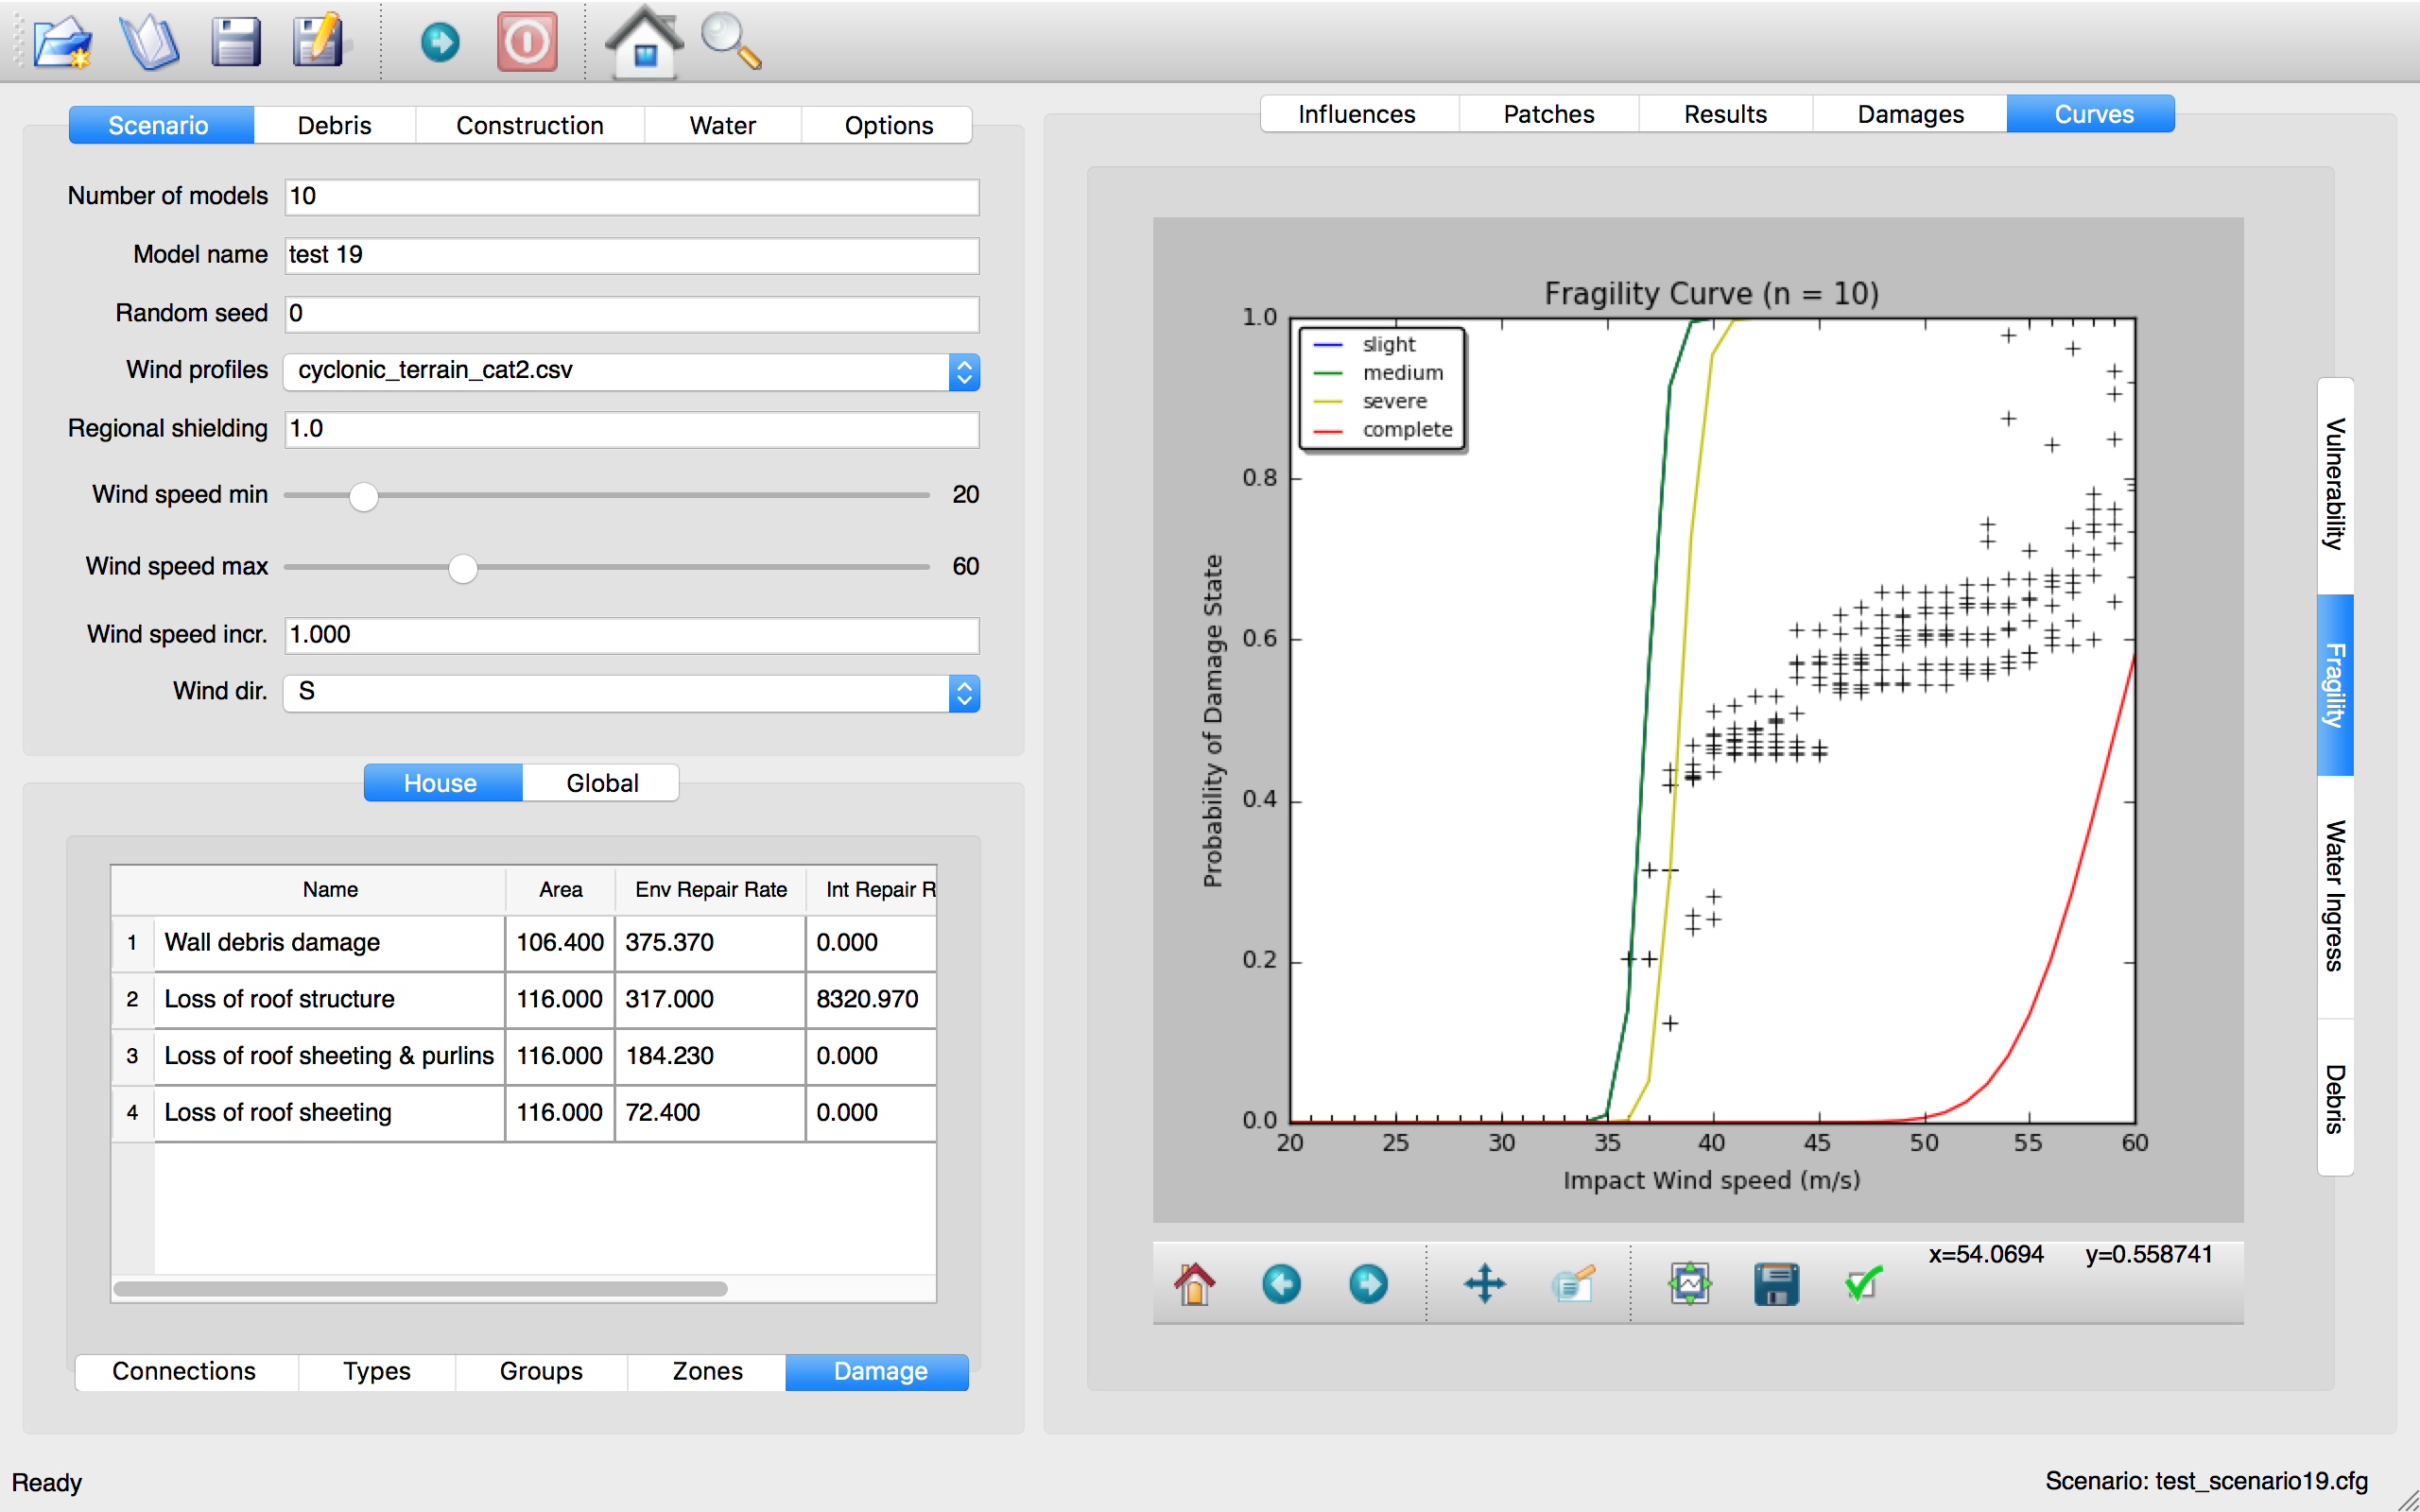 Scenario Debris Construction Water Options
Number of models 10
Model name test 19
Random seed 0
Wind profiles cyclonic_terrain_cat2.csv
Regional shielding 1.0
Wind speed min 20
Wind speed max 60
Wind speed incr. 1.000
Wind dir. S
House Global
Name Area Env Repair Rate Int Repair R
1 Wall debris damage 106.400 375.370 0.000
2 Loss of roof structure 116.000 317.000 8320.970
3 Loss of roof sheeting & purlins 116.000 184.230 0.000
4 Loss of roof sheeting 116.000 72.400 0.000
Connections Types Groups Zones Damage
Influences Patches Results Damages Curves
Fragility Curve (n = 10)
slight
medium
severe
complete
Probability of Damage State
1.0
0.8
0.6
0.4
0.2
0.0
20 25 30 35 40 45 50 55 60
Impact Wind speed (m/s)
x=54.0694 y=0.558741
Vulnerability
Fragility
Water Ingress
Debris
Ready
Scenario: test_scenario19.cfg